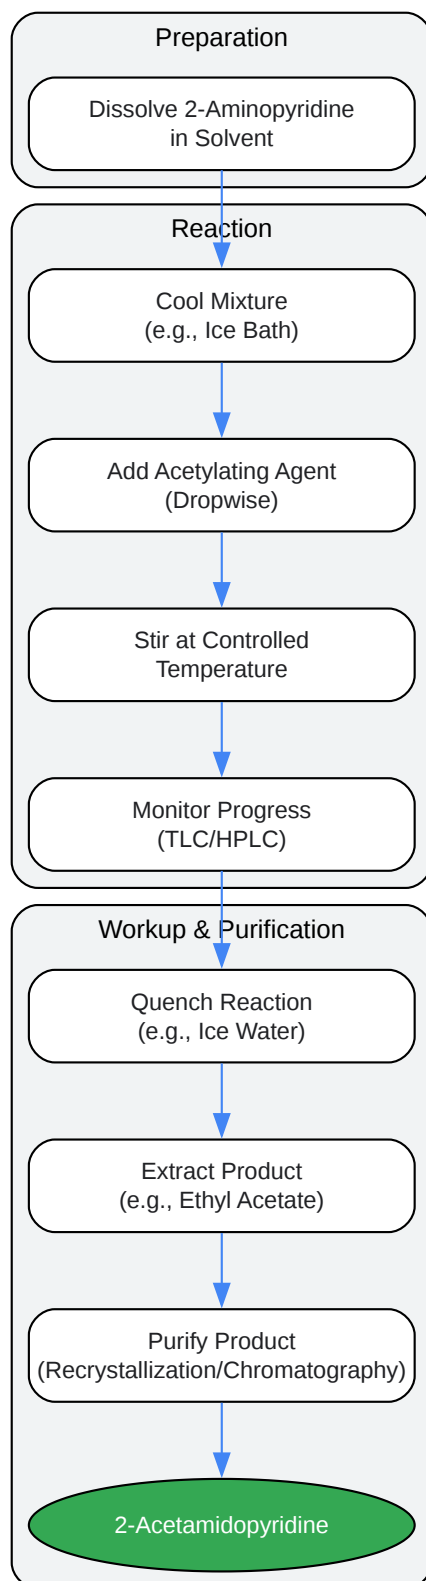 Preparation
Dissolve 2-Aminopyridine
in Solvent
Reaction
Cool Mixture
(e.g., Ice Bath)
Add Acetylating Agent
(Dropwise)
Stir at Controlled
Temperature
Monitor Progress
(TLC/HPLC)
Workup & Purification
Quench Reaction
(e.g., Ice Water)
Extract Product
(e.g., Ethyl Acetate)
Purify Product
(Recrystallization/Chromatography)
2-Acetamidopyridine